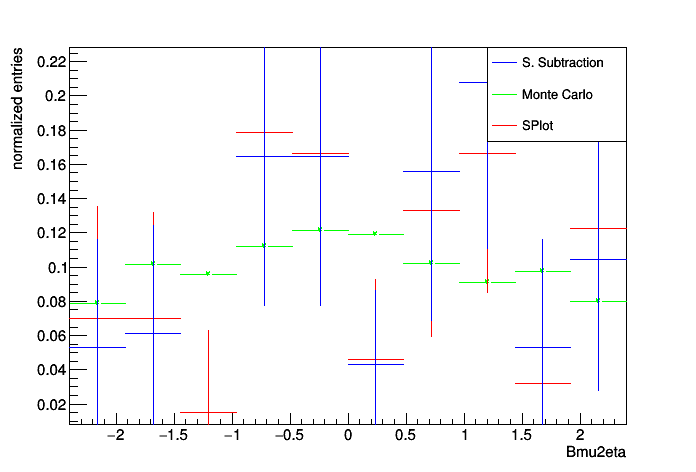 normalized entries
0.22
0.2
0.18
0.16
0.14
0.12
0.1
0.08
0.06
0.04
0.02
S. Subtraction
Monte Carlo
SPlot
−2 −1.5 −1 −0.5 0 0.5 1 1.5 2
Bmu2eta